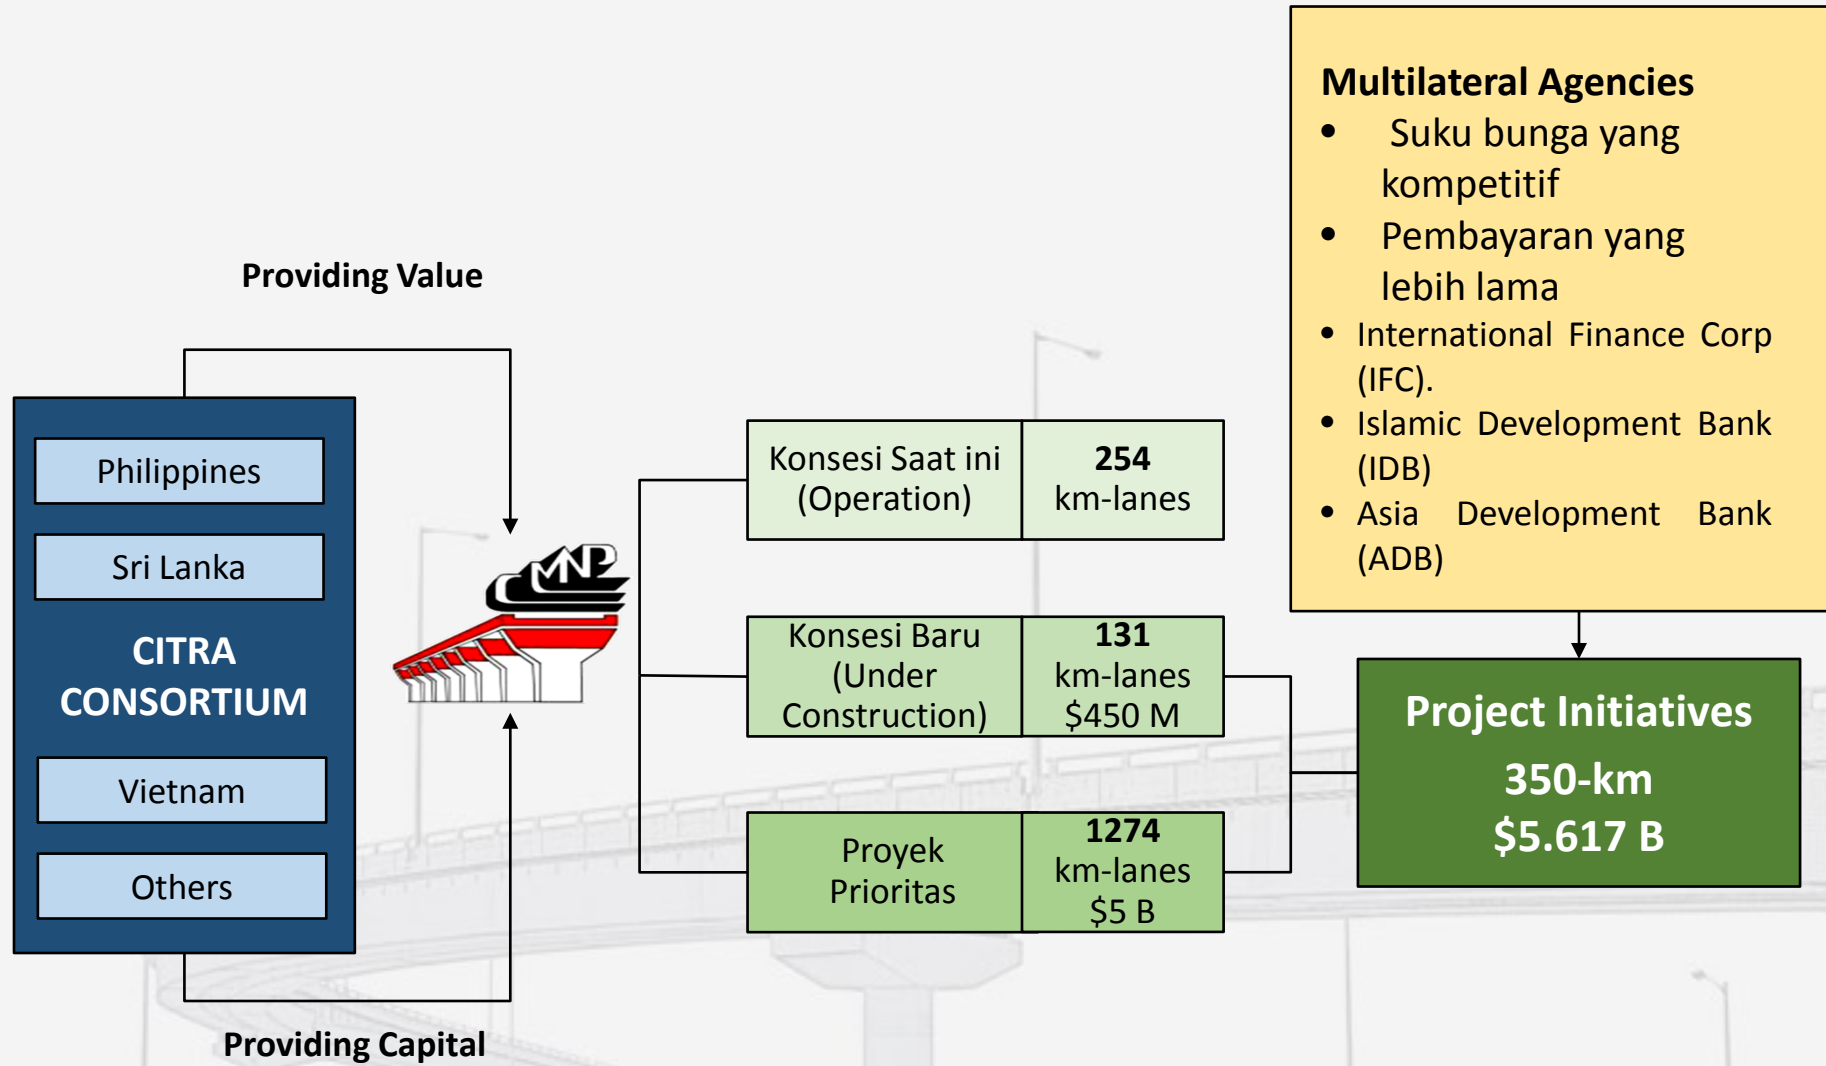 Providing Value
Philippines
Sri Lanka
CITRA
CONSORTIUM
Vietnam
Others
Providing Capital
CMNP
Konsesi Saat ini
(Operation)
254
km-lanes
Konsesi Baru
(Under
Construction)
131
km-lanes
$450 M
Proyek
Prioritas
1274
km-lanes
$5 B
Multilateral Agencies
• Suku bunga yang
kompetitif
• Pembayaran yang
lebih lama
• International Finance Corp
(IFC).
• Islamic Development Bank
(IDB)
• Asia Development Bank
(ADB)
Project Initiatives
350-km
$5.617 B